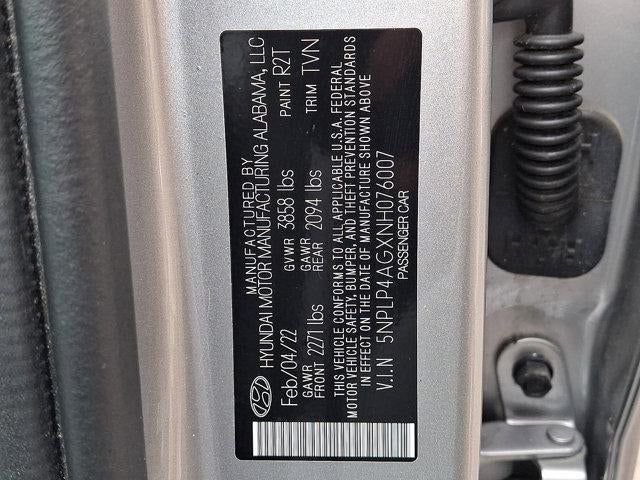 MANUFACTURED BY
HYUNDAI MOTOR MANUFACTURING ALABAMA, LLC
Feb/04/22 GVWR 3858 lbs PAINT R2T
GAWR FRONT 2271 lbs GAWR REAR 2094 lbs TRIM TVN
THIS VEHICLE CONFORMS TO ALL APPLICABLE U.S.A. FEDERAL
MOTOR VEHICLE SAFETY, BUMPER, AND THEFT PREVENTION STANDARDS
IN EFFECT ON THE DATE OF MANUFACTURE SHOWN ABOVE
V.I.N 5NPLP4AGXNH076007
PASSENGER CAR